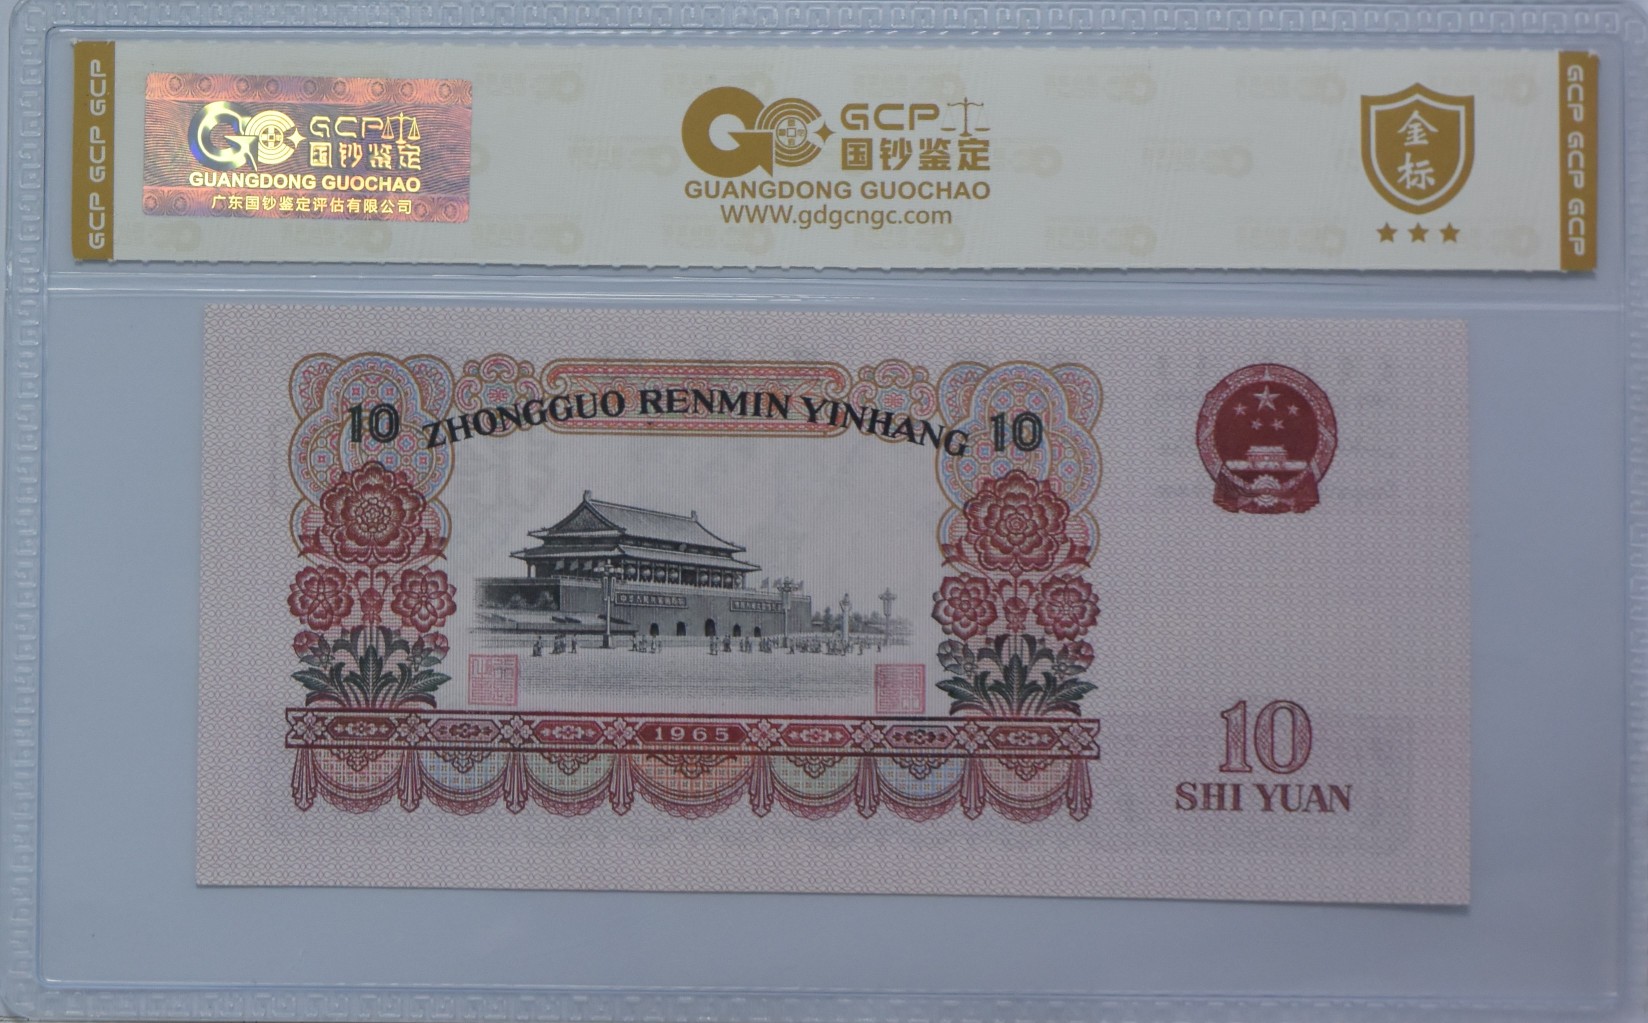 GCP GCP GCP
GCP
国钞鉴定
GUANGDONG GUOCHAO
广东国钞鉴定评估有限公司
GCP
国钞鉴定
GUANGDONG GUOCHAO
WWW.gdgcngc.com
金标
GCP GCP GCP
10 ZHONGGUO RENMIN YINHANG 10
1965
10
SHI YUAN